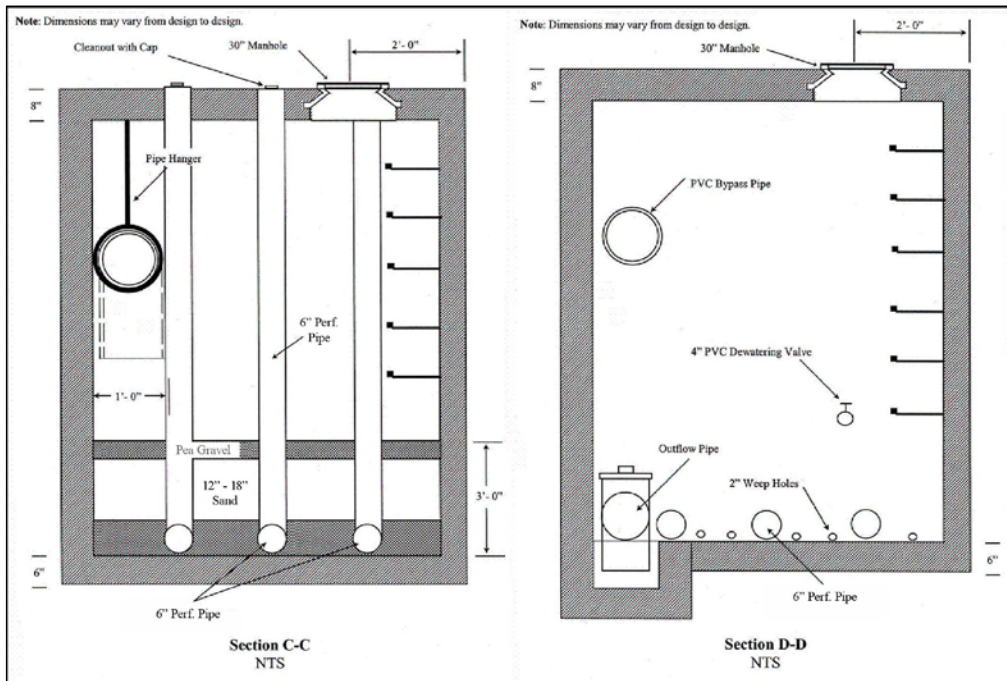 Note: Dimensions may vary from design to design.
Cleanout with Cap
30" Manhole
2'- 0"
8"
Pipe Hanger
6" Perf.
Pipe
1'- 0"
Pea Gravel
12" - 18"
Sand
3'- 0"
6"
6" Perf. Pipe
Section C-C
NTS
Note: Dimensions may vary from design to design.
30" Manhole
2'- 0"
8"
PVC Bypass Pipe
4" PVC Dewatering Valve
Outflow Pipe
2" Weep Holes
6"
6" Perf. Pipe
Section D-D
NTS